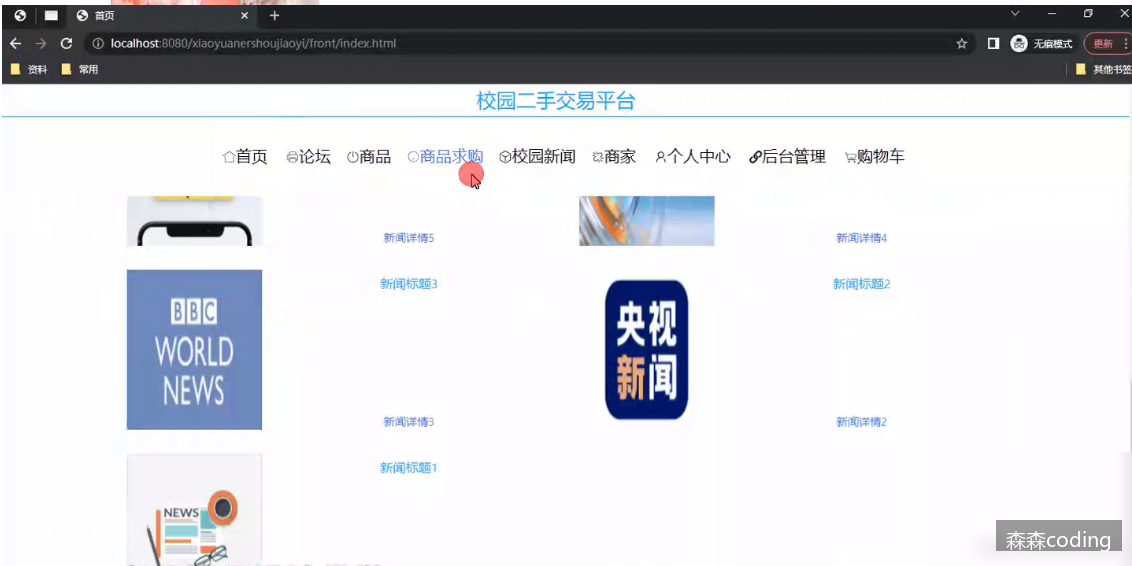 首页
localhost:8080/xiaoyuanershoujiaoyi/front/index.html
无痕模式
更新
资料
常用
其他书签
校园二手交易平台
首页 论坛 商品 商品求购 校园新闻 商家 个人中心 后台管理 购物车
新闻详情5
新闻详情4
BBC
WORLD
NEWS
新闻标题3
央视
新闻
新闻标题2
新闻详情3
新闻详情2
NEWS
新闻标题1
森森coding